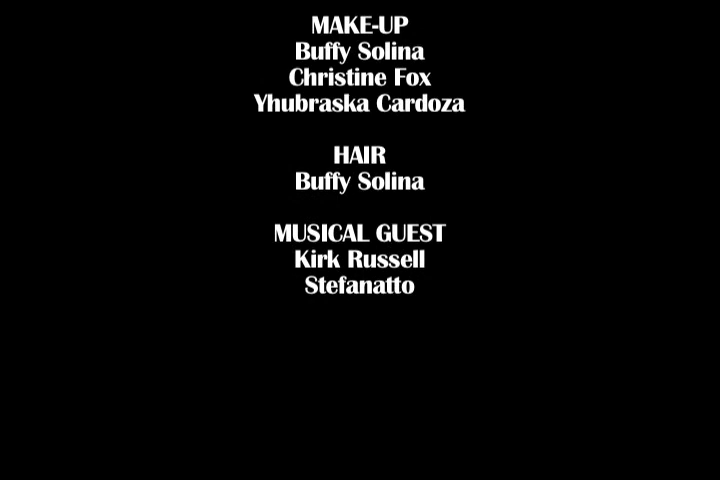 MAKE-UP
Buffy Solina
Christine Fox
Yhubraska Cardoza
HAIR
Buffy Solina
MUSICAL GUEST
Kirk Russell
Stefanatto